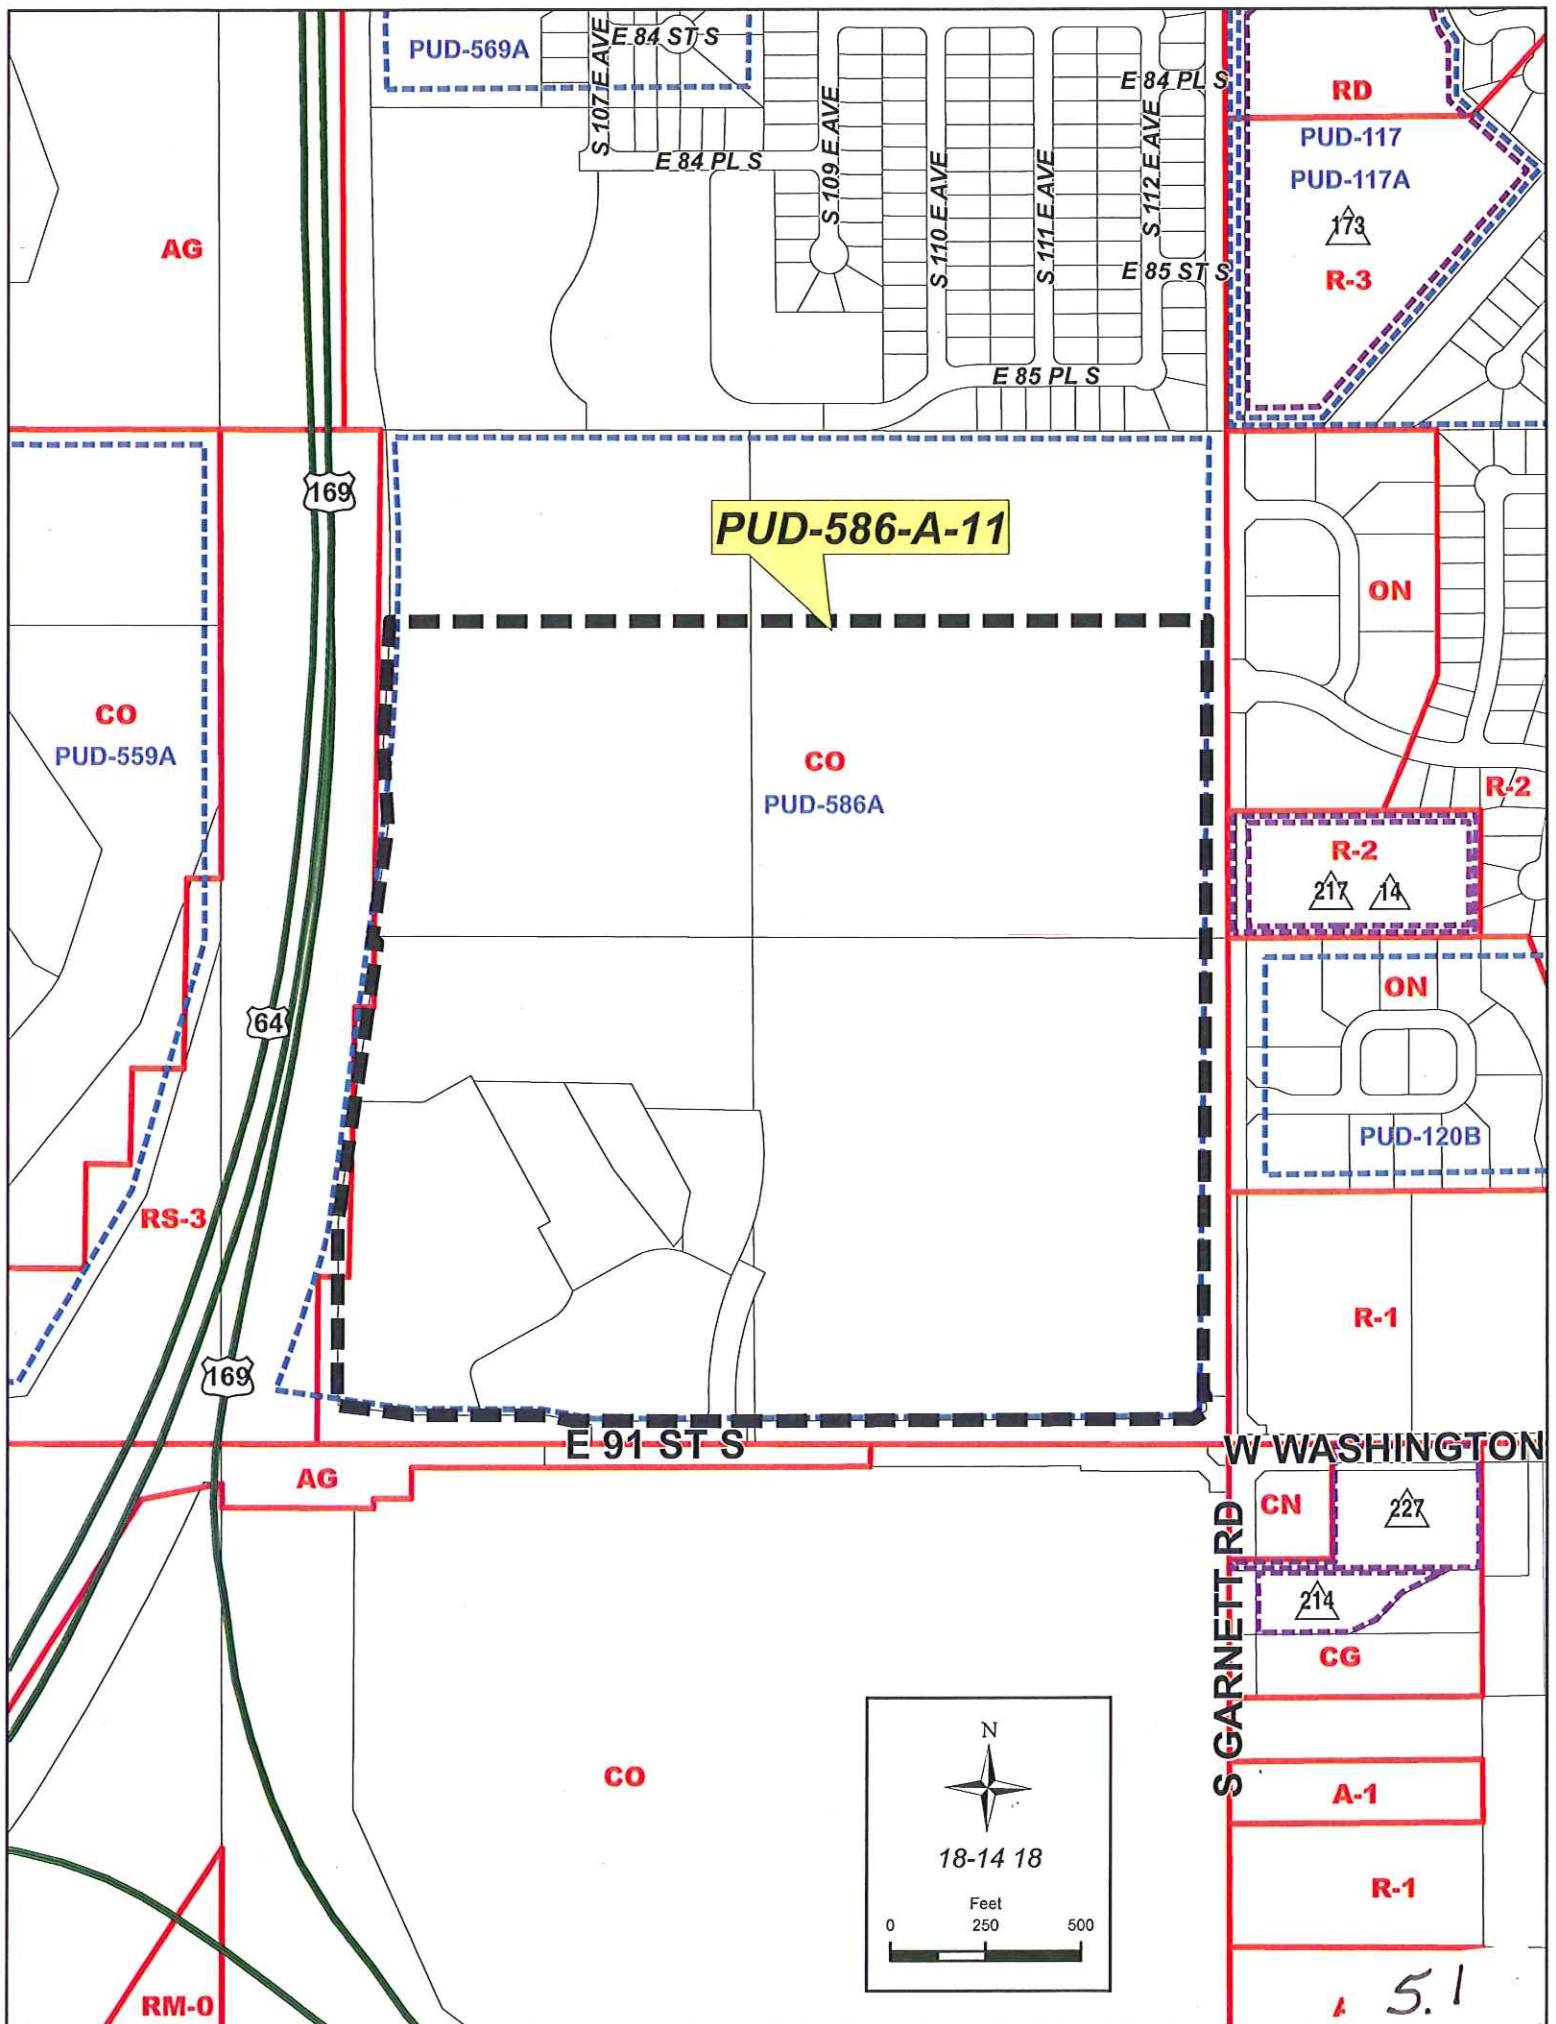 PUD-569A
E 84 ST S
S 107 E AVE
E 84 PL S
RD
PUD-117
PUD-117A
173
R-3
S 109 E AVE
S 110 E AVE
S 111 E AVE
S 112 E AVE
E 84 PL S
E 85 ST S
E 85 PL S
AG
169
PUD-586-A-11
ON
CO
PUD-559A
CO
PUD-586A
R-2
R-2
217 14
64
ON
PUD-120B
RS-3
R-1
169
E 91 ST S
W WASHINGTON
AG
CN
227
S GARNETT RD
214
CG
CO
N
18-14 18
Feet
0 250 500
A-1
R-1
RM-0
A
5.1